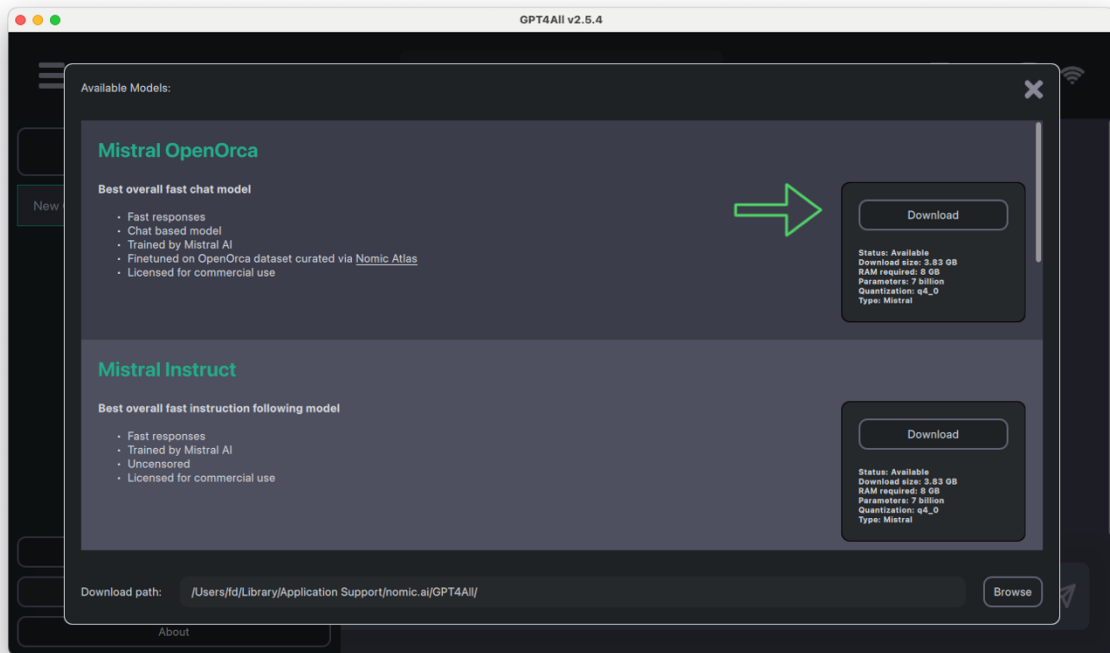 GPT4All v2.5.4
Available Models:
Mistral OpenOrca
Best overall fast chat model
• Fast responses
• Chat based model
• Trained by Mistral AI
• Finetuned on OpenOrca dataset curated via Nomic Atlas
• Licensed for commercial use
Download
Status: Available
Download size: 3.83 GB
RAM required: 8 GB
Parameters: 7 billion
Quantization: q4_0
Type: Mistral
Mistral Instruct
Best overall fast instruction following model
• Fast responses
• Trained by Mistral AI
• Uncensored
• Licensed for commercial use
Download
Status: Available
Download size: 3.83 GB
RAM required: 8 GB
Parameters: 7 billion
Quantization: q4_0
Type: Mistral
New
Download path: /Users/fd/Library/Application Support/nomic.ai/GPT4All/ Browse
About